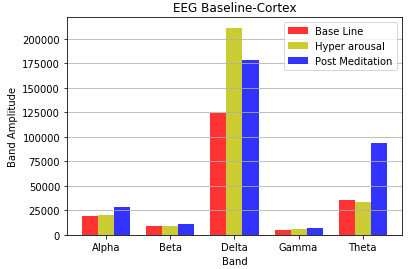 EEG Baseline-Cortex
Base Line
Hyper arousal
Post Meditation
Band Amplitude
200000
175000
150000
125000
100000
75000
50000
25000
0
Alpha Beta Delta Gamma Theta
Band